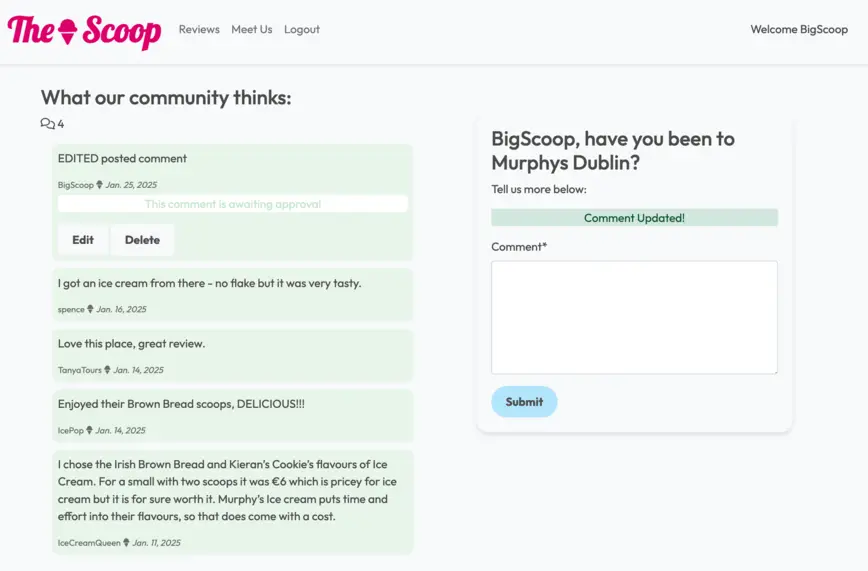 The Scoop
Reviews Meet Us Logout
Welcome BigScoop
What our community thinks:
4
EDITED posted comment
BigScoop Jan. 25, 2025
This comment is awaiting approval
Edit Delete
I got an ice cream from there - no flake but it was very tasty.
spence Jan. 16, 2025
Love this place, great review.
TanyaTours Jan. 14, 2025
Enjoyed their Brown Bread scoops, DELICIOUS!!!
IcePop Jan. 14, 2025
I chose the Irish Brown Bread and Kieran's Cookie's flavours of Ice
Cream. For a small with two scoops it was €6 which is pricey for ice
cream but it is for sure worth it. Murphy's Ice cream puts time and
effort into their flavours, so that does come with a cost.
IceCreamQueen Jan. 11, 2025
BigScoop, have you been to
Murphys Dublin?
Tell us more below:
Comment Updated!
Comment*
Submit